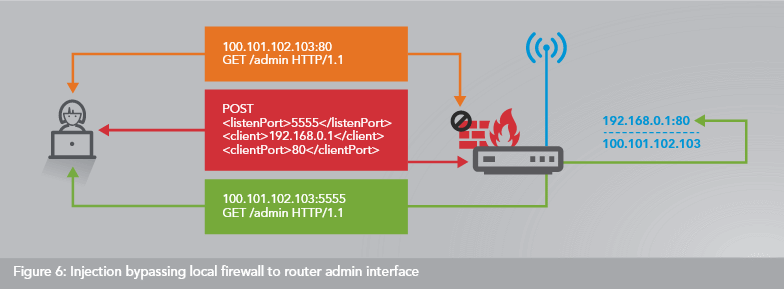 100.101.102.103:80
GET /admin HTTP/1.1
POST
<listenPort>5555</listenPort>
<client>192.168.0.1</client>
<clientPort>80</clientPort>
192.168.0.1:80
100.101.102.103
100.101.102.103:5555
GET /admin HTTP/1.1
Figure 6: Injection bypassing local firewall to router admin interface